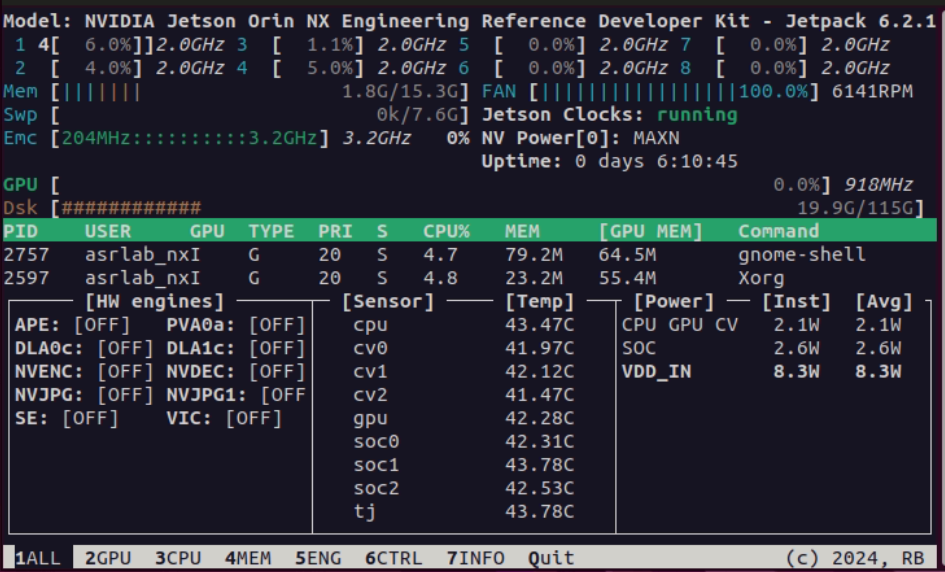 Model: NVIDIA Jetson Orin NX Engineering Reference Developer Kit - Jetpack 6.2.1
1 4[ 6.0%]]2.0GHz 3 [ 1.1%] 2.0GHz 5 [ 0.0%] 2.0GHz 7 [ 0.0%] 2.0GHz
2 [ 4.0%] 2.0GHz 4 [ 5.0%] 2.0GHz 6 [ 0.0%] 2.0GHz 8 [ 0.0%] 2.0GHz
Mem [||||||| 1.8G/15.3G] FAN [|||||||||||||||||100.0%] 6141RPM
Swp [ 0k/7.6G] Jetson Clocks: running
Emc [204MHz::::::::::3.2GHz] 3.2GHz 0% NV Power[0]: MAXN
Uptime: 0 days 6:10:45
GPU [ 0.0%] 918MHz
Dsk [############ 19.9G/115G]
PID USER GPU TYPE PRI S CPU% MEM [GPU MEM] Command
2757 asrlab_nxI G 20 S 4.7 79.2M 64.5M gnome-shell
2597 asrlab_nxI G 20 S 4.8 23.2M 55.4M Xorg
[HW engines] [Sensor] [Temp] [Power] [Inst] [Avg]
APE: [OFF] PVA0a: [OFF] cpu 43.47C CPU GPU CV 2.1W 2.1W
DLA0c: [OFF] DLA1c: [OFF] cv0 41.97C SOC 2.6W 2.6W
NVENC: [OFF] NVDEC: [OFF] cv1 42.12C VDD_IN 8.3W 8.3W
NVJPG: [OFF] NVJPG1: [OFF cv2 41.47C
SE: [OFF] VIC: [OFF] gpu 42.28C
soc0 42.31C
soc1 43.78C
soc2 42.53C
tj 43.78C
1ALL 2GPU 3CPU 4MEM 5ENG 6CTRL 7INFO Quit (c) 2024, RB